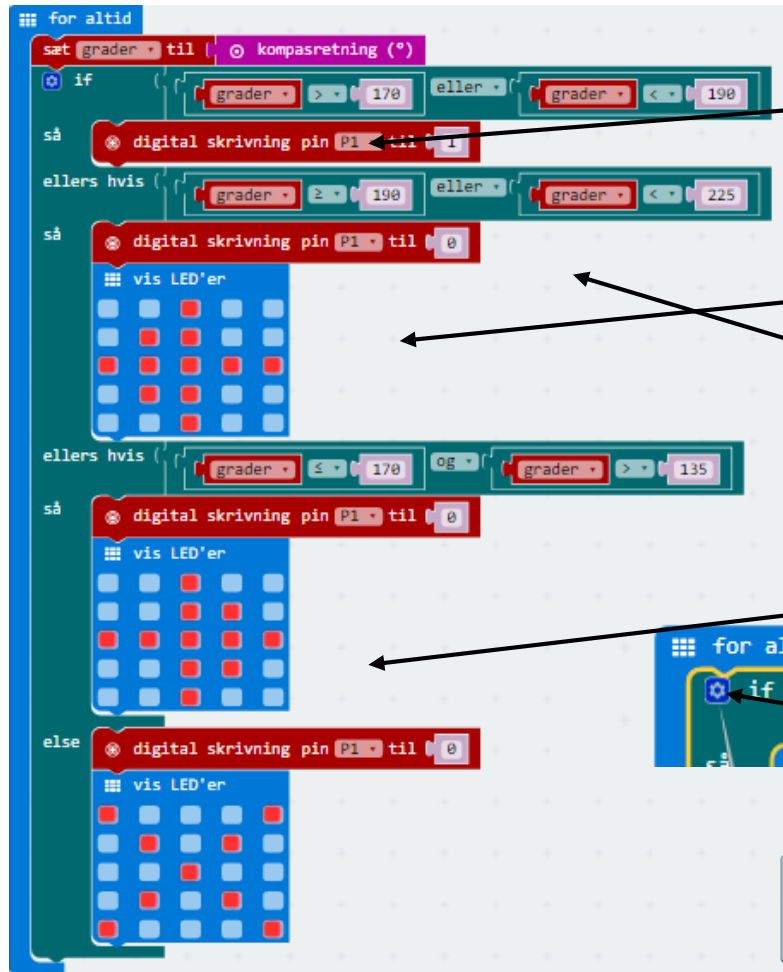 for altid
sæt grader til kompasretning (°)
if grader > 170 eller grader < 190
så digital skrivning pin P1 til 1
ellers hvis grader ≥ 190 eller grader < 225
så digital skrivning pin P1 til 0
vis LED'er
ellers hvis grader ≤ 170 og grader > 135
så digital skrivning pin P1 til 0
vis LED'er
for al
if
else digital skrivning pin P1 til 0
vis LED'er